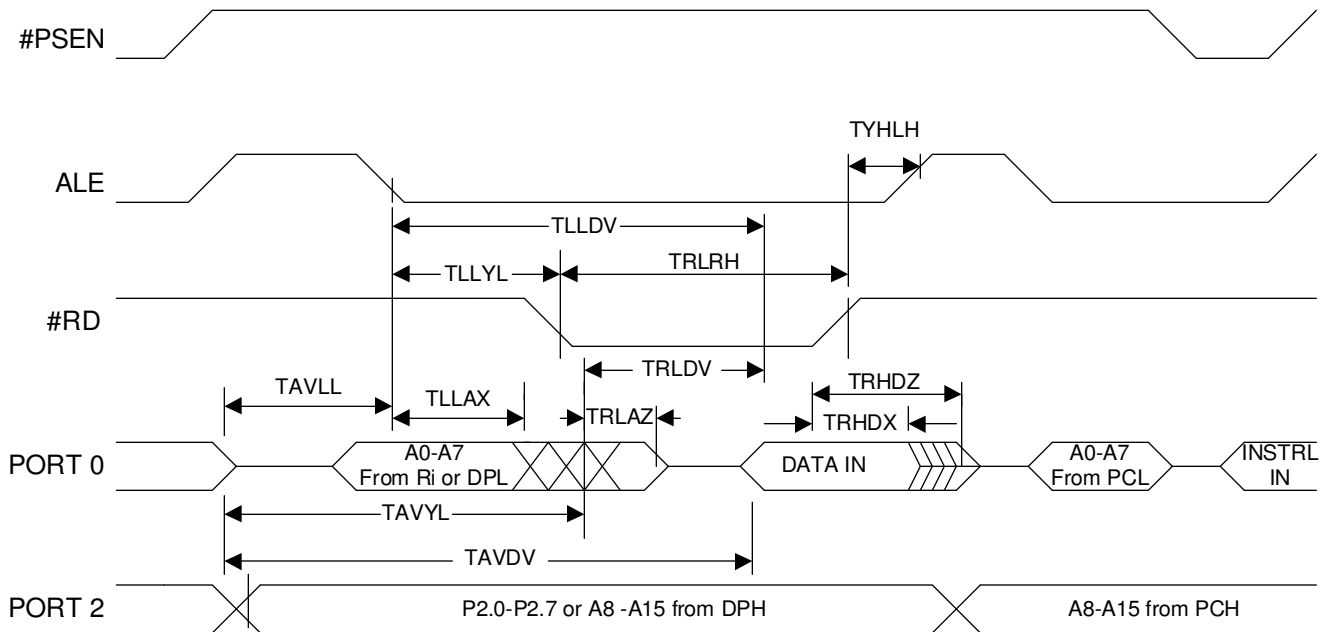 #PSEN
TYHLH
ALE
TLLDV
TLLYL
TRLRH
#RD
TRLDV
TAVLL
TLLAX
TRLAZ
TRHDZ
TRHDX
PORT 0
A0-A7
From Ri or DPL
DATA IN
A0-A7
From PCL
INSTRL
IN
TAVYL
TAVDV
PORT 2
P2.0-P2.7 or A8 -A15 from DPH
A8-A15 from PCH